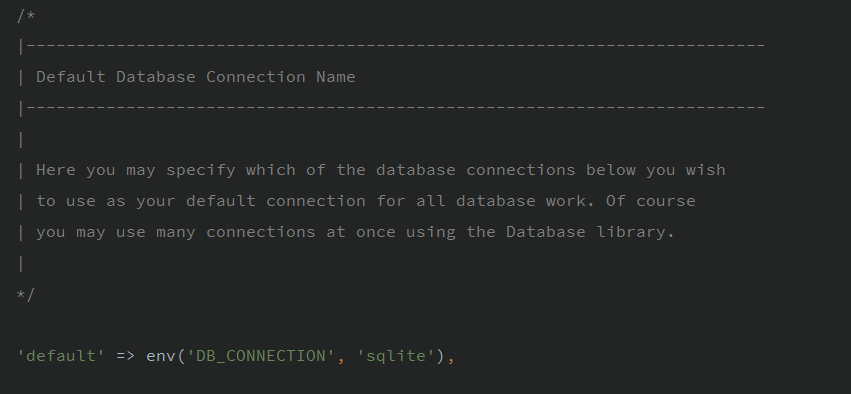 /*
|--------------------------------------------------------------------------
| Default Database Connection Name
|--------------------------------------------------------------------------
|
| Here you may specify which of the database connections below you wish
| to use as your default connection for all database work. Of course
| you may use many connections at once using the Database library.
|
*/
'default' => env('DB_CONNECTION', 'sqlite'),